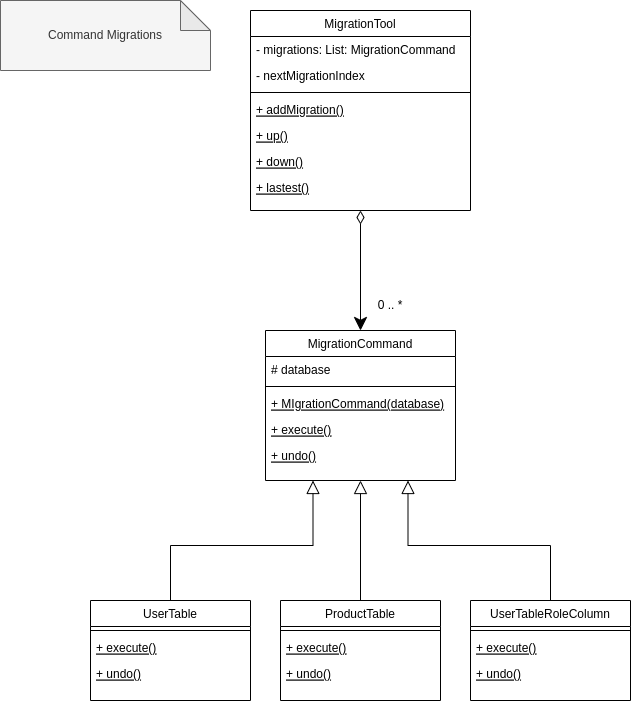 Command Migrations
MigrationTool
- migrations: List: MigrationCommand
- nextMigrationIndex
+ addMigration()
+ up()
+ down()
+ lastest()
0 .. *
MigrationCommand
# database
+ MIgrationCommand(database)
+ execute()
+ undo()
UserTable
+ execute()
+ undo()
ProductTable
+ execute()
+ undo()
UserTableRoleColumn
+ execute()
+ undo()